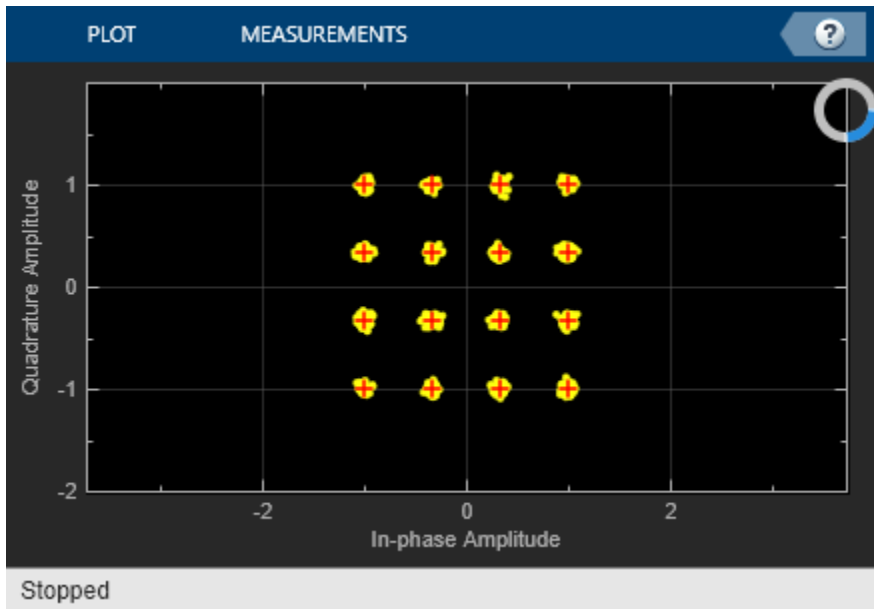 PLOT MEASUREMENTS ?
Quadrature Amplitude
1
0
-1
-2
-2 0 2
In-phase Amplitude
Stopped